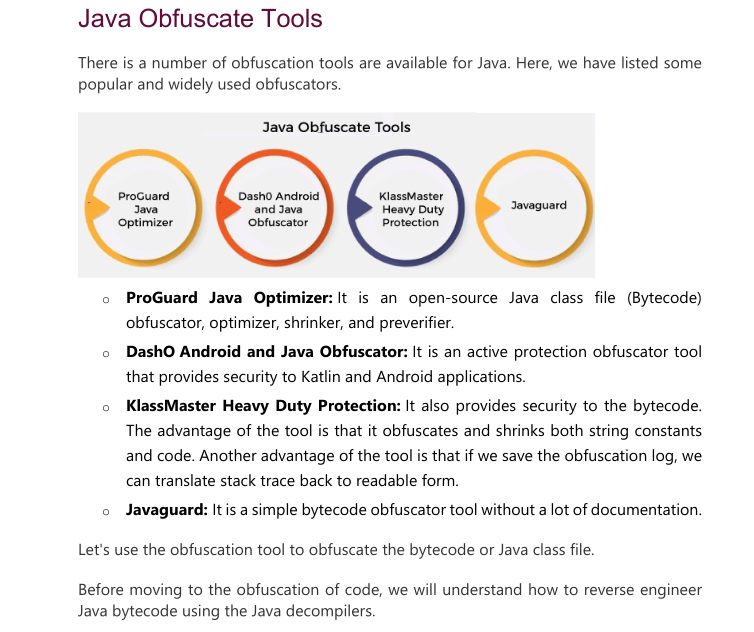 Java Obfuscate Tools
There is a number of obfuscation tools are available for Java. Here, we have listed some
popular and widely used obfuscators.
Java Obfuscate Tools
ProGuard
Java
Optimizer
Dash0 Android
and Java
Obfuscator
KlassMaster
Heavy Duty
Protection
Javaguard
o ProGuard Java Optimizer: It is an open-source Java class file (Bytecode)
obfuscator, optimizer, shrinker, and preverifier.
o DashO Android and Java Obfuscator: It is an active protection obfuscator tool
that provides security to Katlin and Android applications.
o KlassMaster Heavy Duty Protection: It also provides security to the bytecode.
The advantage of the tool is that it obfuscates and shrinks both string constants
and code. Another advantage of the tool is that if we save the obfuscation log, we
can translate stack trace back to readable form.
o Javaguard: It is a simple bytecode obfuscator tool without a lot of documentation.
Let's use the obfuscation tool to obfuscate the bytecode or Java class file.
Before moving to the obfuscation of code, we will understand how to reverse engineer
Java bytecode using the Java decompilers.